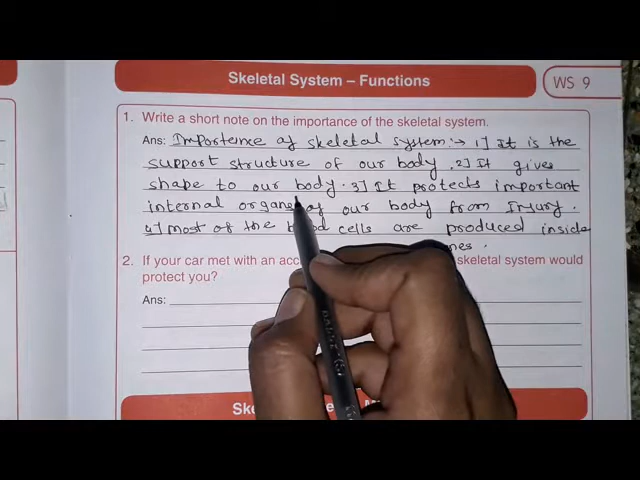 Skeletal System – Functions
WS 9
1. Write a short note on the importance of the skeletal system.
Ans: Importence of skeletal system :→ 1] It is the
support structure of our body. 2] It gives
shape to our body. 3] It protects important
internal organs of our body from Injury.
4] most of the blood cells are produced inside
2. If your car met with an skeletal system would
protect you?
Ans: